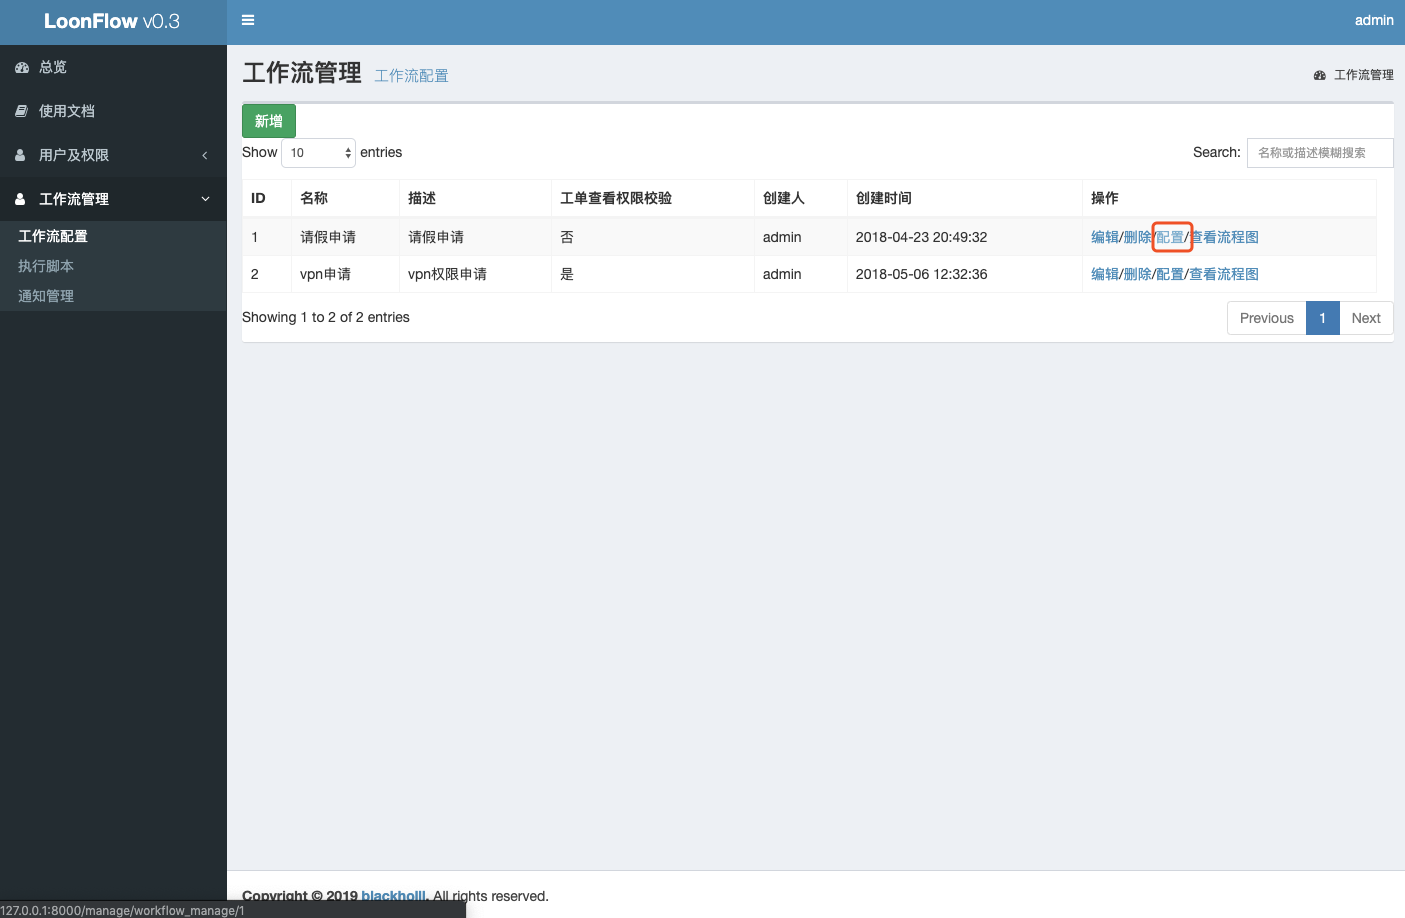 LoonFlow v0.3
admin
总览
使用文档
用户及权限
工作流管理
工作流配置
执行脚本
通知管理
工作流管理 工作流配置
工作流管理
新增
Show 10 entries
Search: 名称或描述模糊搜索
ID 名称 描述 工单查看权限校验 创建人 创建时间 操作
1 请假申请 请假申请 否 admin 2018-04-23 20:49:32 编辑/删除/配置/查看流程图
2 vpn申请 vpn权限申请 是 admin 2018-05-06 12:32:36 编辑/删除/配置/查看流程图
Showing 1 to 2 of 2 entries
Previous 1 Next
Copyright © 2019 blackholll. All rights reserved.
127.0.0.1:8000/manage/workflow_manage/1